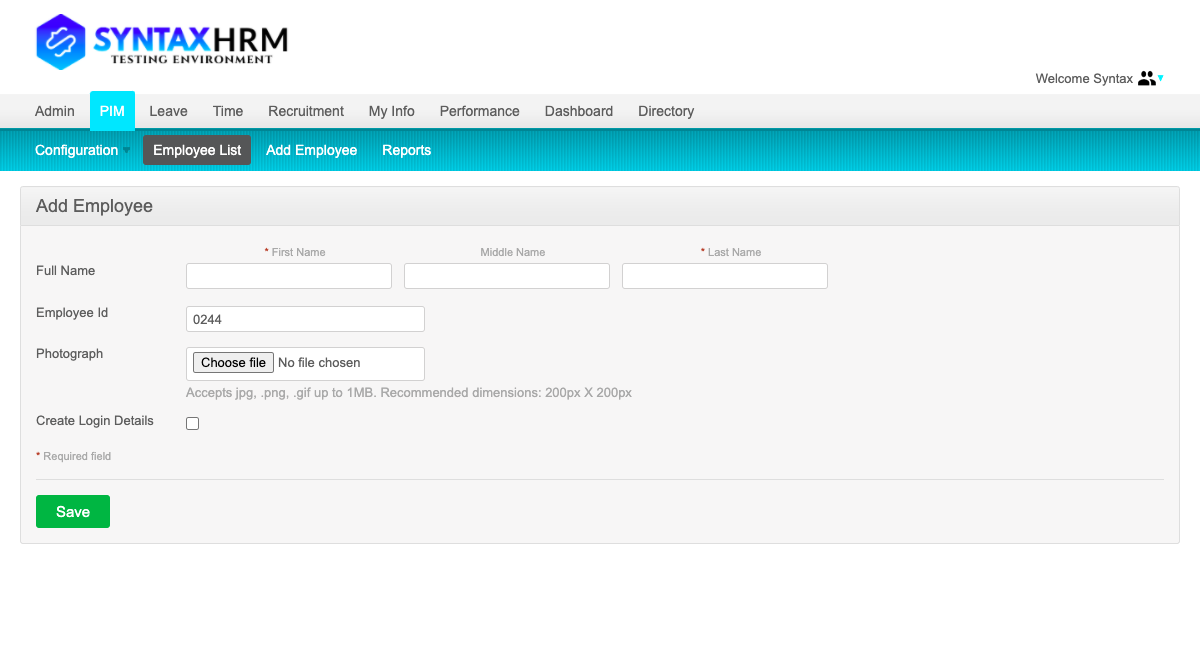 SYNTAXHRM
TESTING ENVIRONMENT
Welcome Syntax
Admin PIM Leave Time Recruitment My Info Performance Dashboard Directory
Configuration Employee List Add Employee Reports
Add Employee
* First Name Middle Name * Last Name
Full Name
Employee Id 0244
Photograph Choose file No file chosen
Accepts jpg, .png, .gif up to 1MB. Recommended dimensions: 200px X 200px
Create Login Details
* Required field
Save